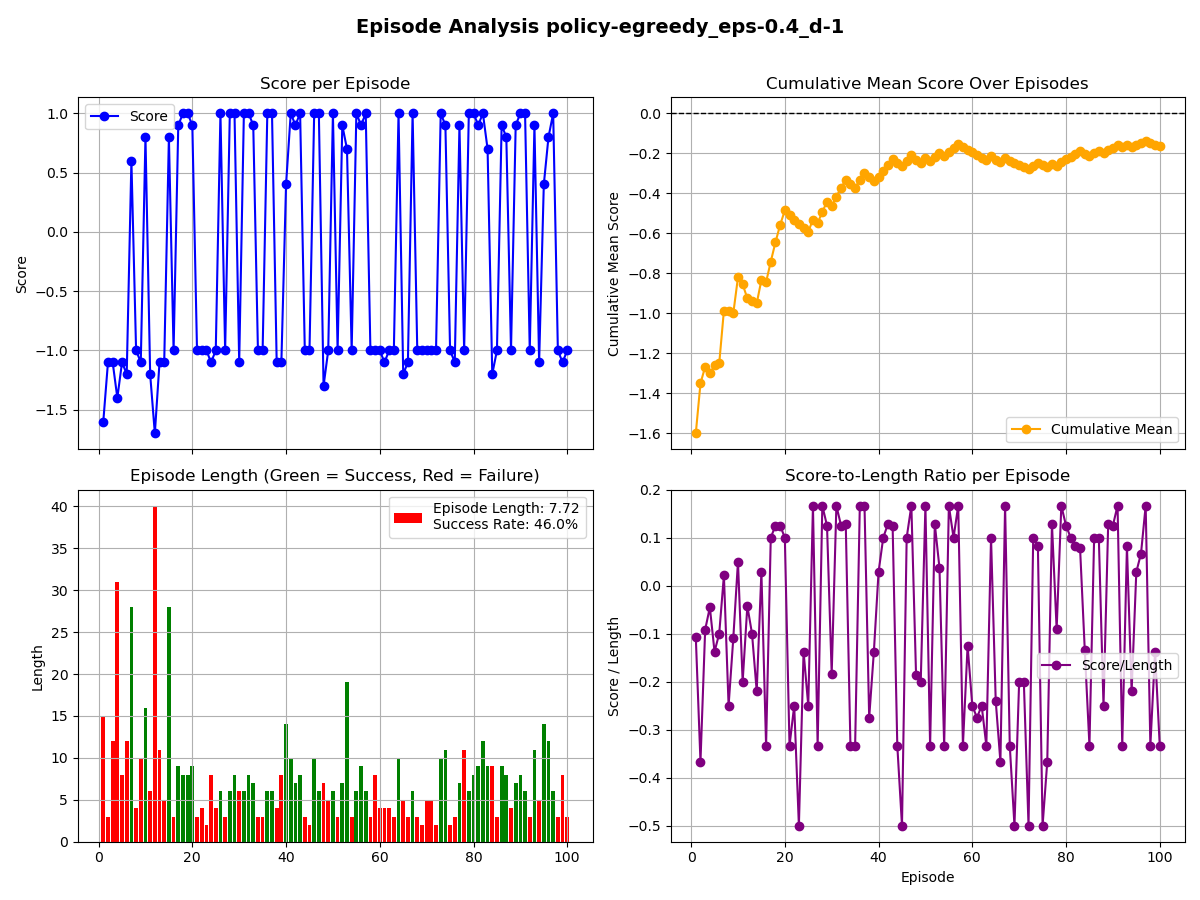 Episode Analysis policy-egreedy_eps-0.4_d-1
Score per Episode
Score
1.0
0.5
0.0
−0.5
−1.0
−1.5
Score
Cumulative Mean Score Over Episodes
0.0
−0.2
−0.4
−0.6
−0.8
−1.0
−1.2
−1.4
−1.6
Cumulative Mean Score
Cumulative Mean
Episode Length (Green = Success, Red = Failure)
Episode Length: 7.72
Success Rate: 46.0%
40
35
30
25
20
15
10
5
0
Length
0 20 40 60 80 100
Score-to-Length Ratio per Episode
0.2
0.1
0.0
−0.1
−0.2
−0.3
−0.4
−0.5
Score / Length
Score/Length
0 20 40 60 80 100
Episode